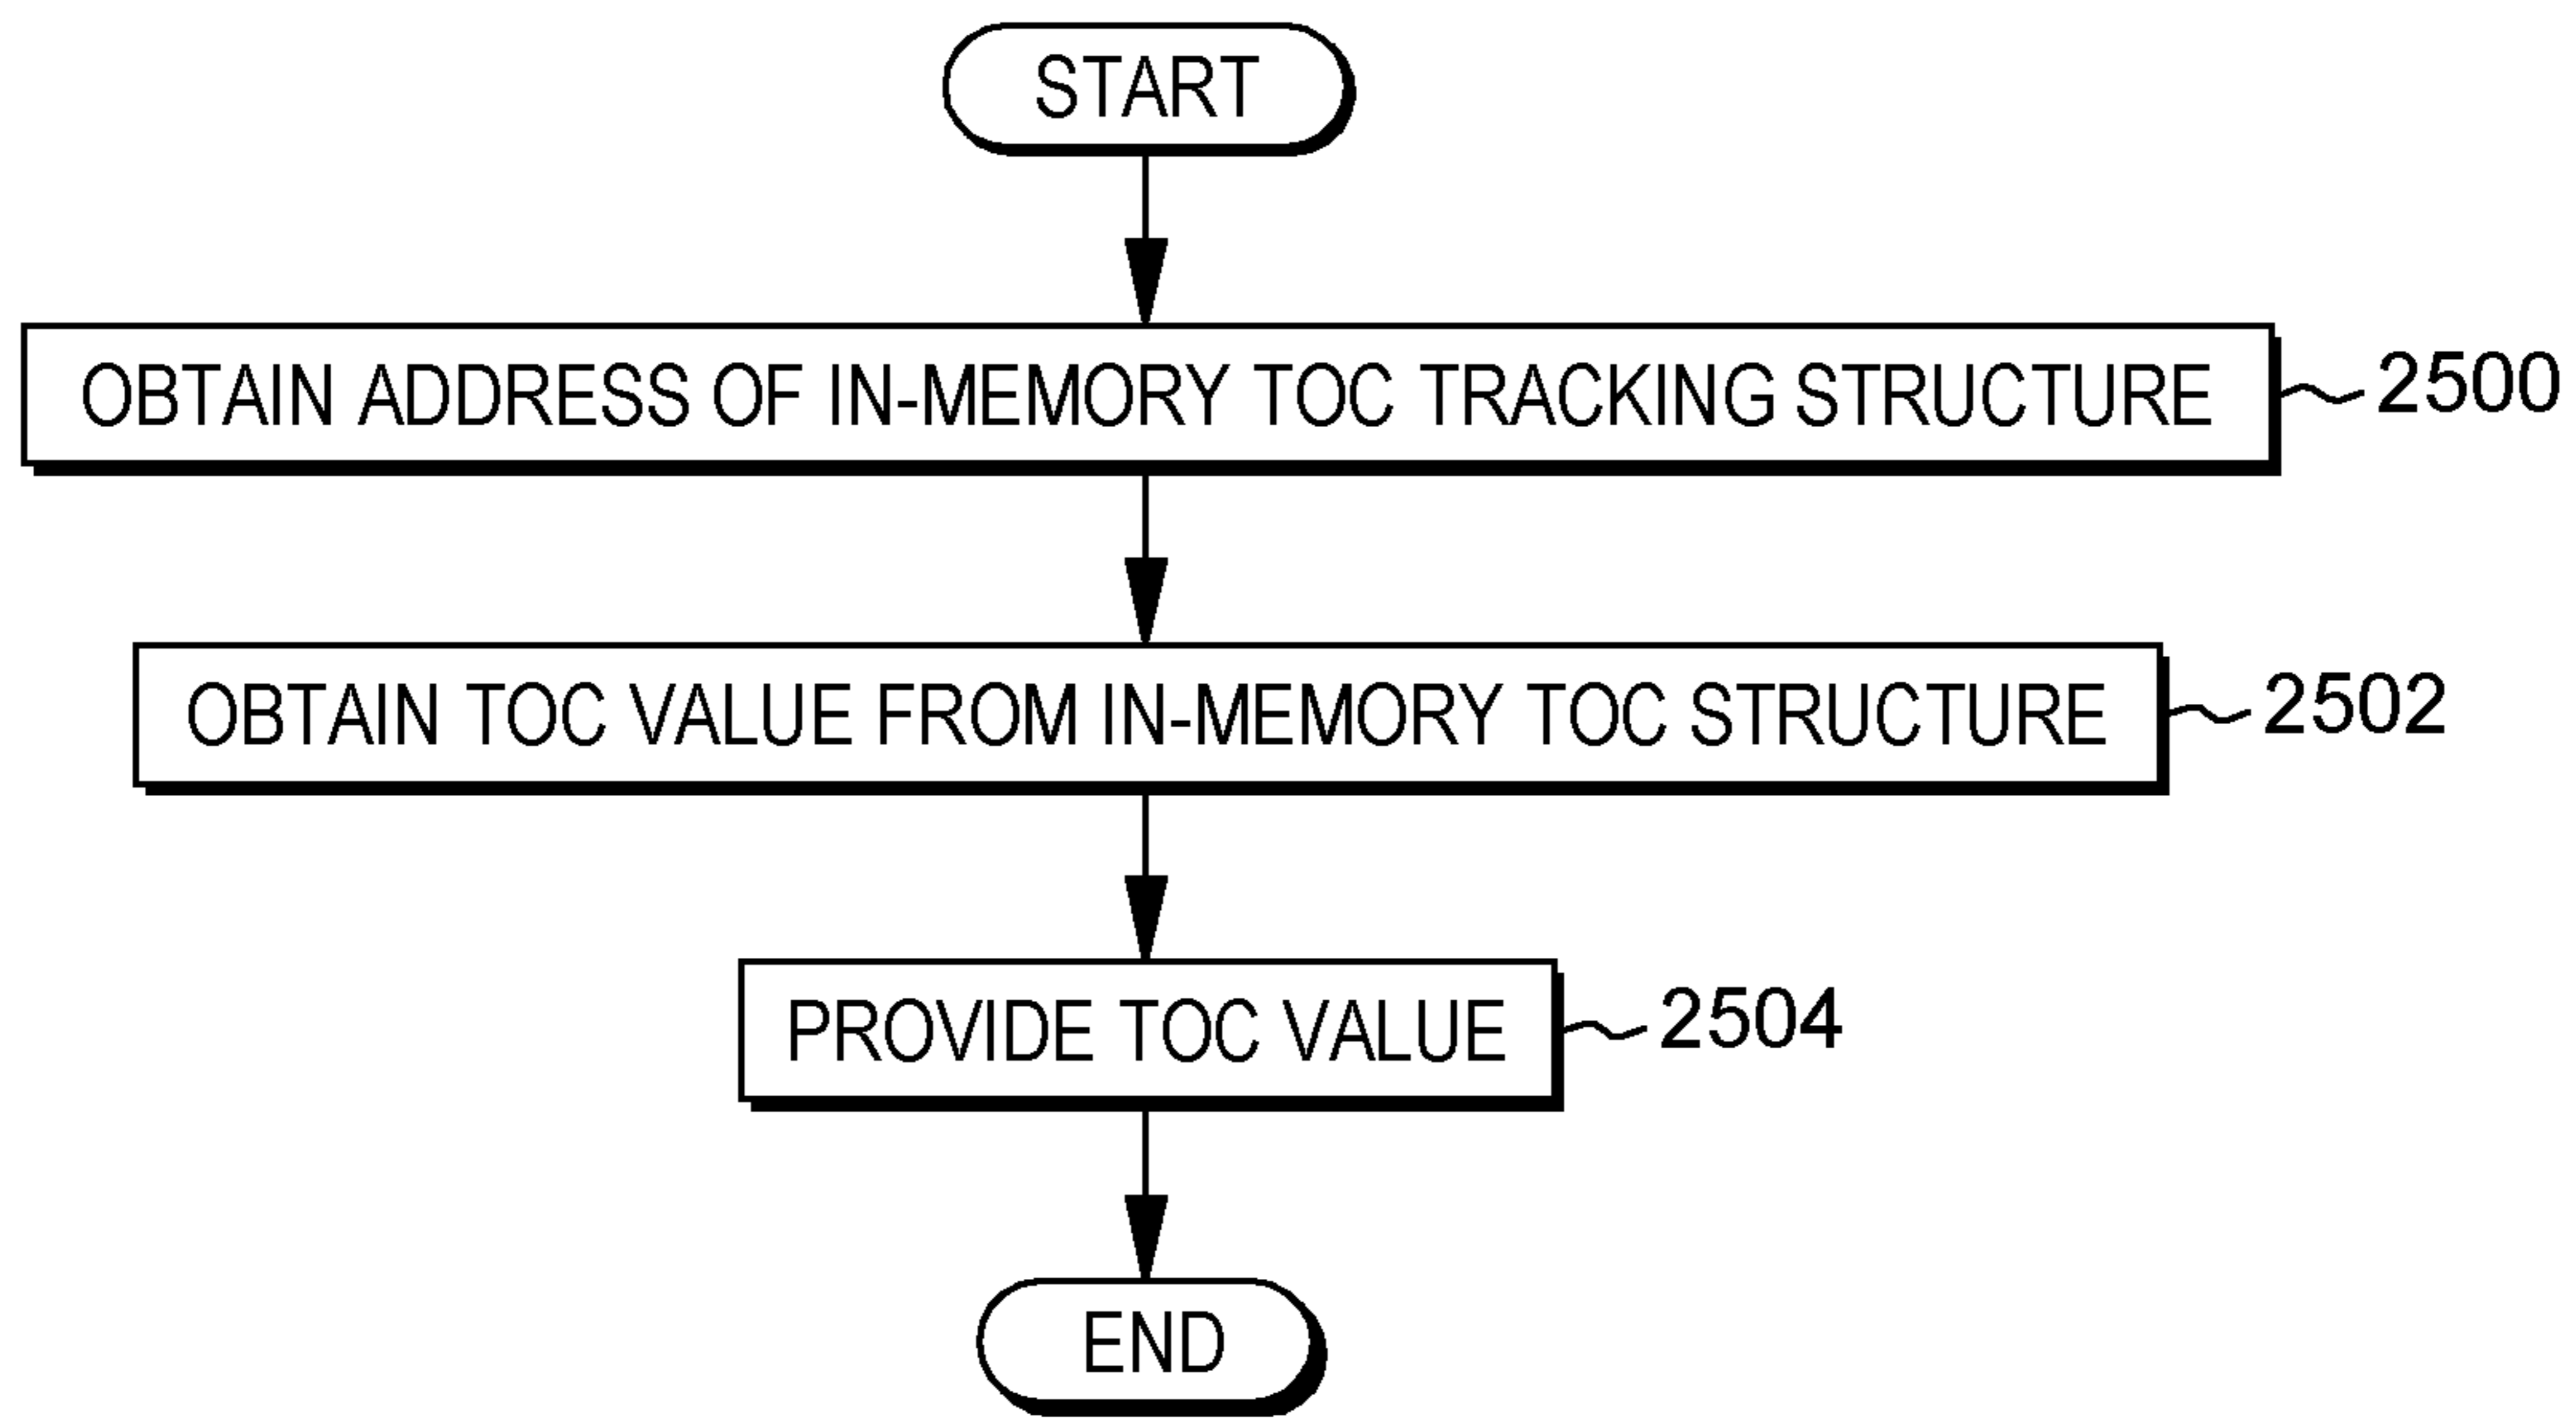 START
OBTAIN ADDRESS OF IN-MEMORY TOC TRACKING STRUCTURE 2500
OBTAIN TOC VALUE FROM IN-MEMORY TOC STRUCTURE 2502
PROVIDE TOC VALUE 2504
END